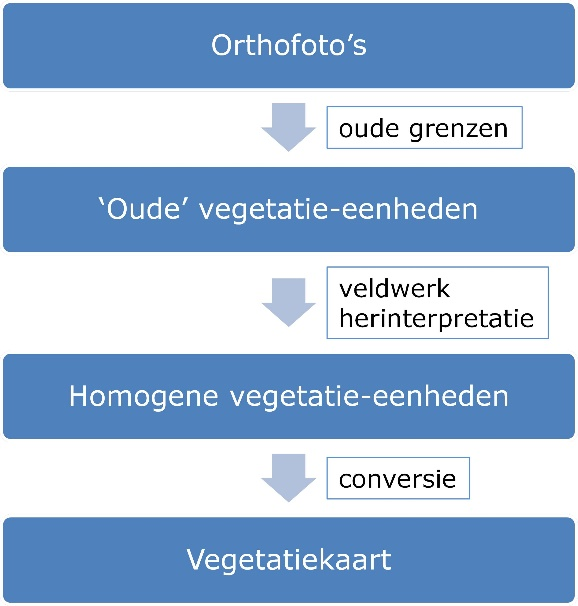 Orthofoto’s
oude grenzen
‘Oude’ vegetatie-eenheden
veldwerk
herinterpretatie
Homogene vegetatie-eenheden
conversie
Vegetatiekaart